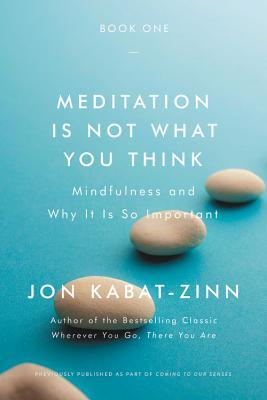 BOOK ONE
MEDITATION
IS NOT WHAT
YOU THINK
Mindfulness and
Why It Is So Important
JON KABAT-ZINN
Author of the Bestselling Classic
Wherever You Go, There You Are
PREVIOUSLY PUBLISHED AS PART OF COMING TO OUR SENSES